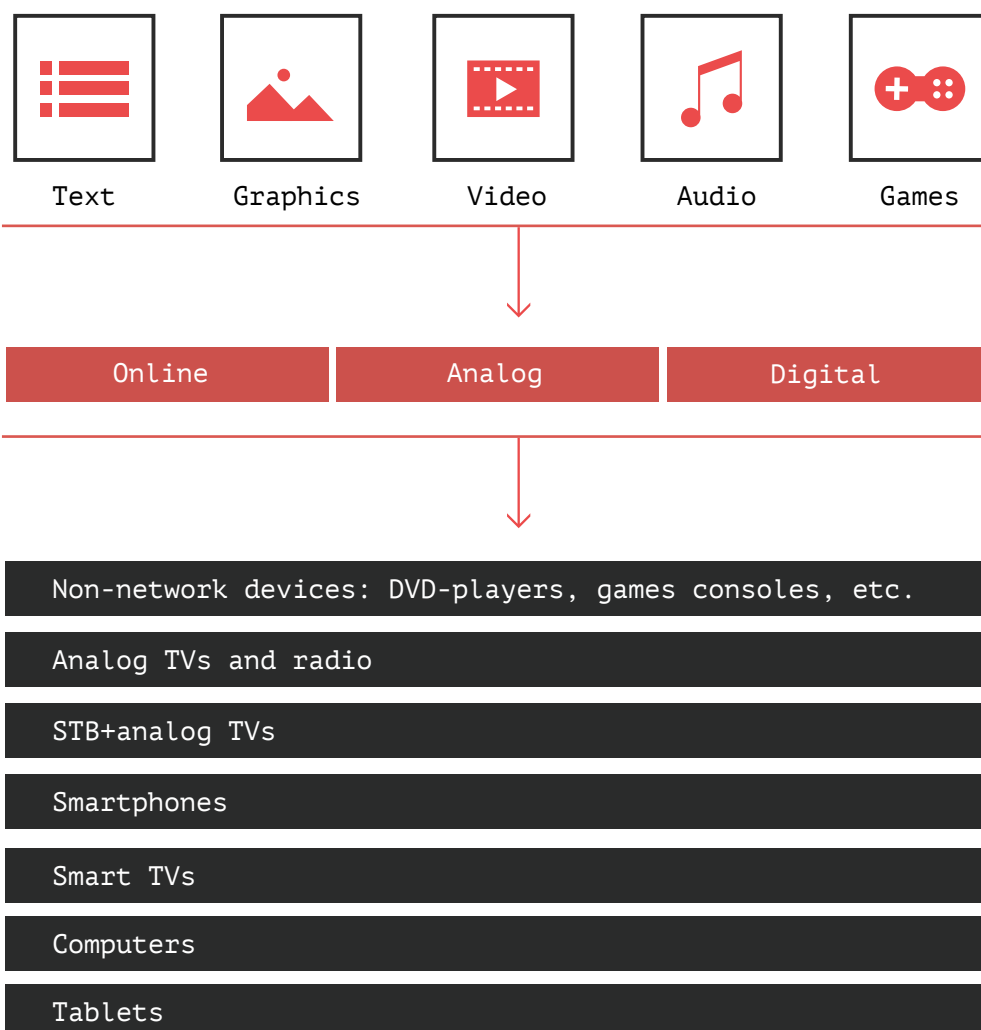 Text
Graphics
Video
Audio
Games
Online
Analog
Digital
Non-network devices: DVD-players, games consoles, etc.
Analog TVs and radio
STB+analog TVs
Smartphones
Smart TVs
Computers
Tablets